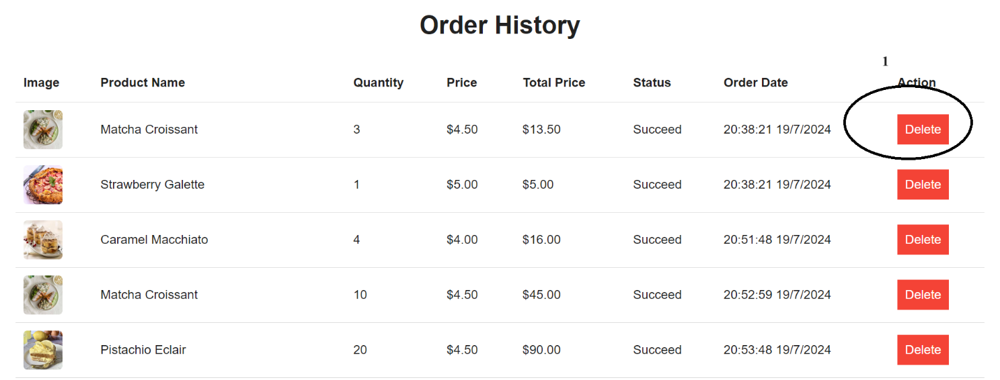 Order History
1
Image Product Name Quantity Price Total Price Status Order Date Action
Matcha Croissant 3 $4.50 $13.50 Succeed 20:38:21 19/7/2024 Delete
Strawberry Galette 1 $5.00 $5.00 Succeed 20:38:21 19/7/2024 Delete
Caramel Macchiato 4 $4.00 $16.00 Succeed 20:51:48 19/7/2024 Delete
Matcha Croissant 10 $4.50 $45.00 Succeed 20:52:59 19/7/2024 Delete
Pistachio Eclair 20 $4.50 $90.00 Succeed 20:53:48 19/7/2024 Delete